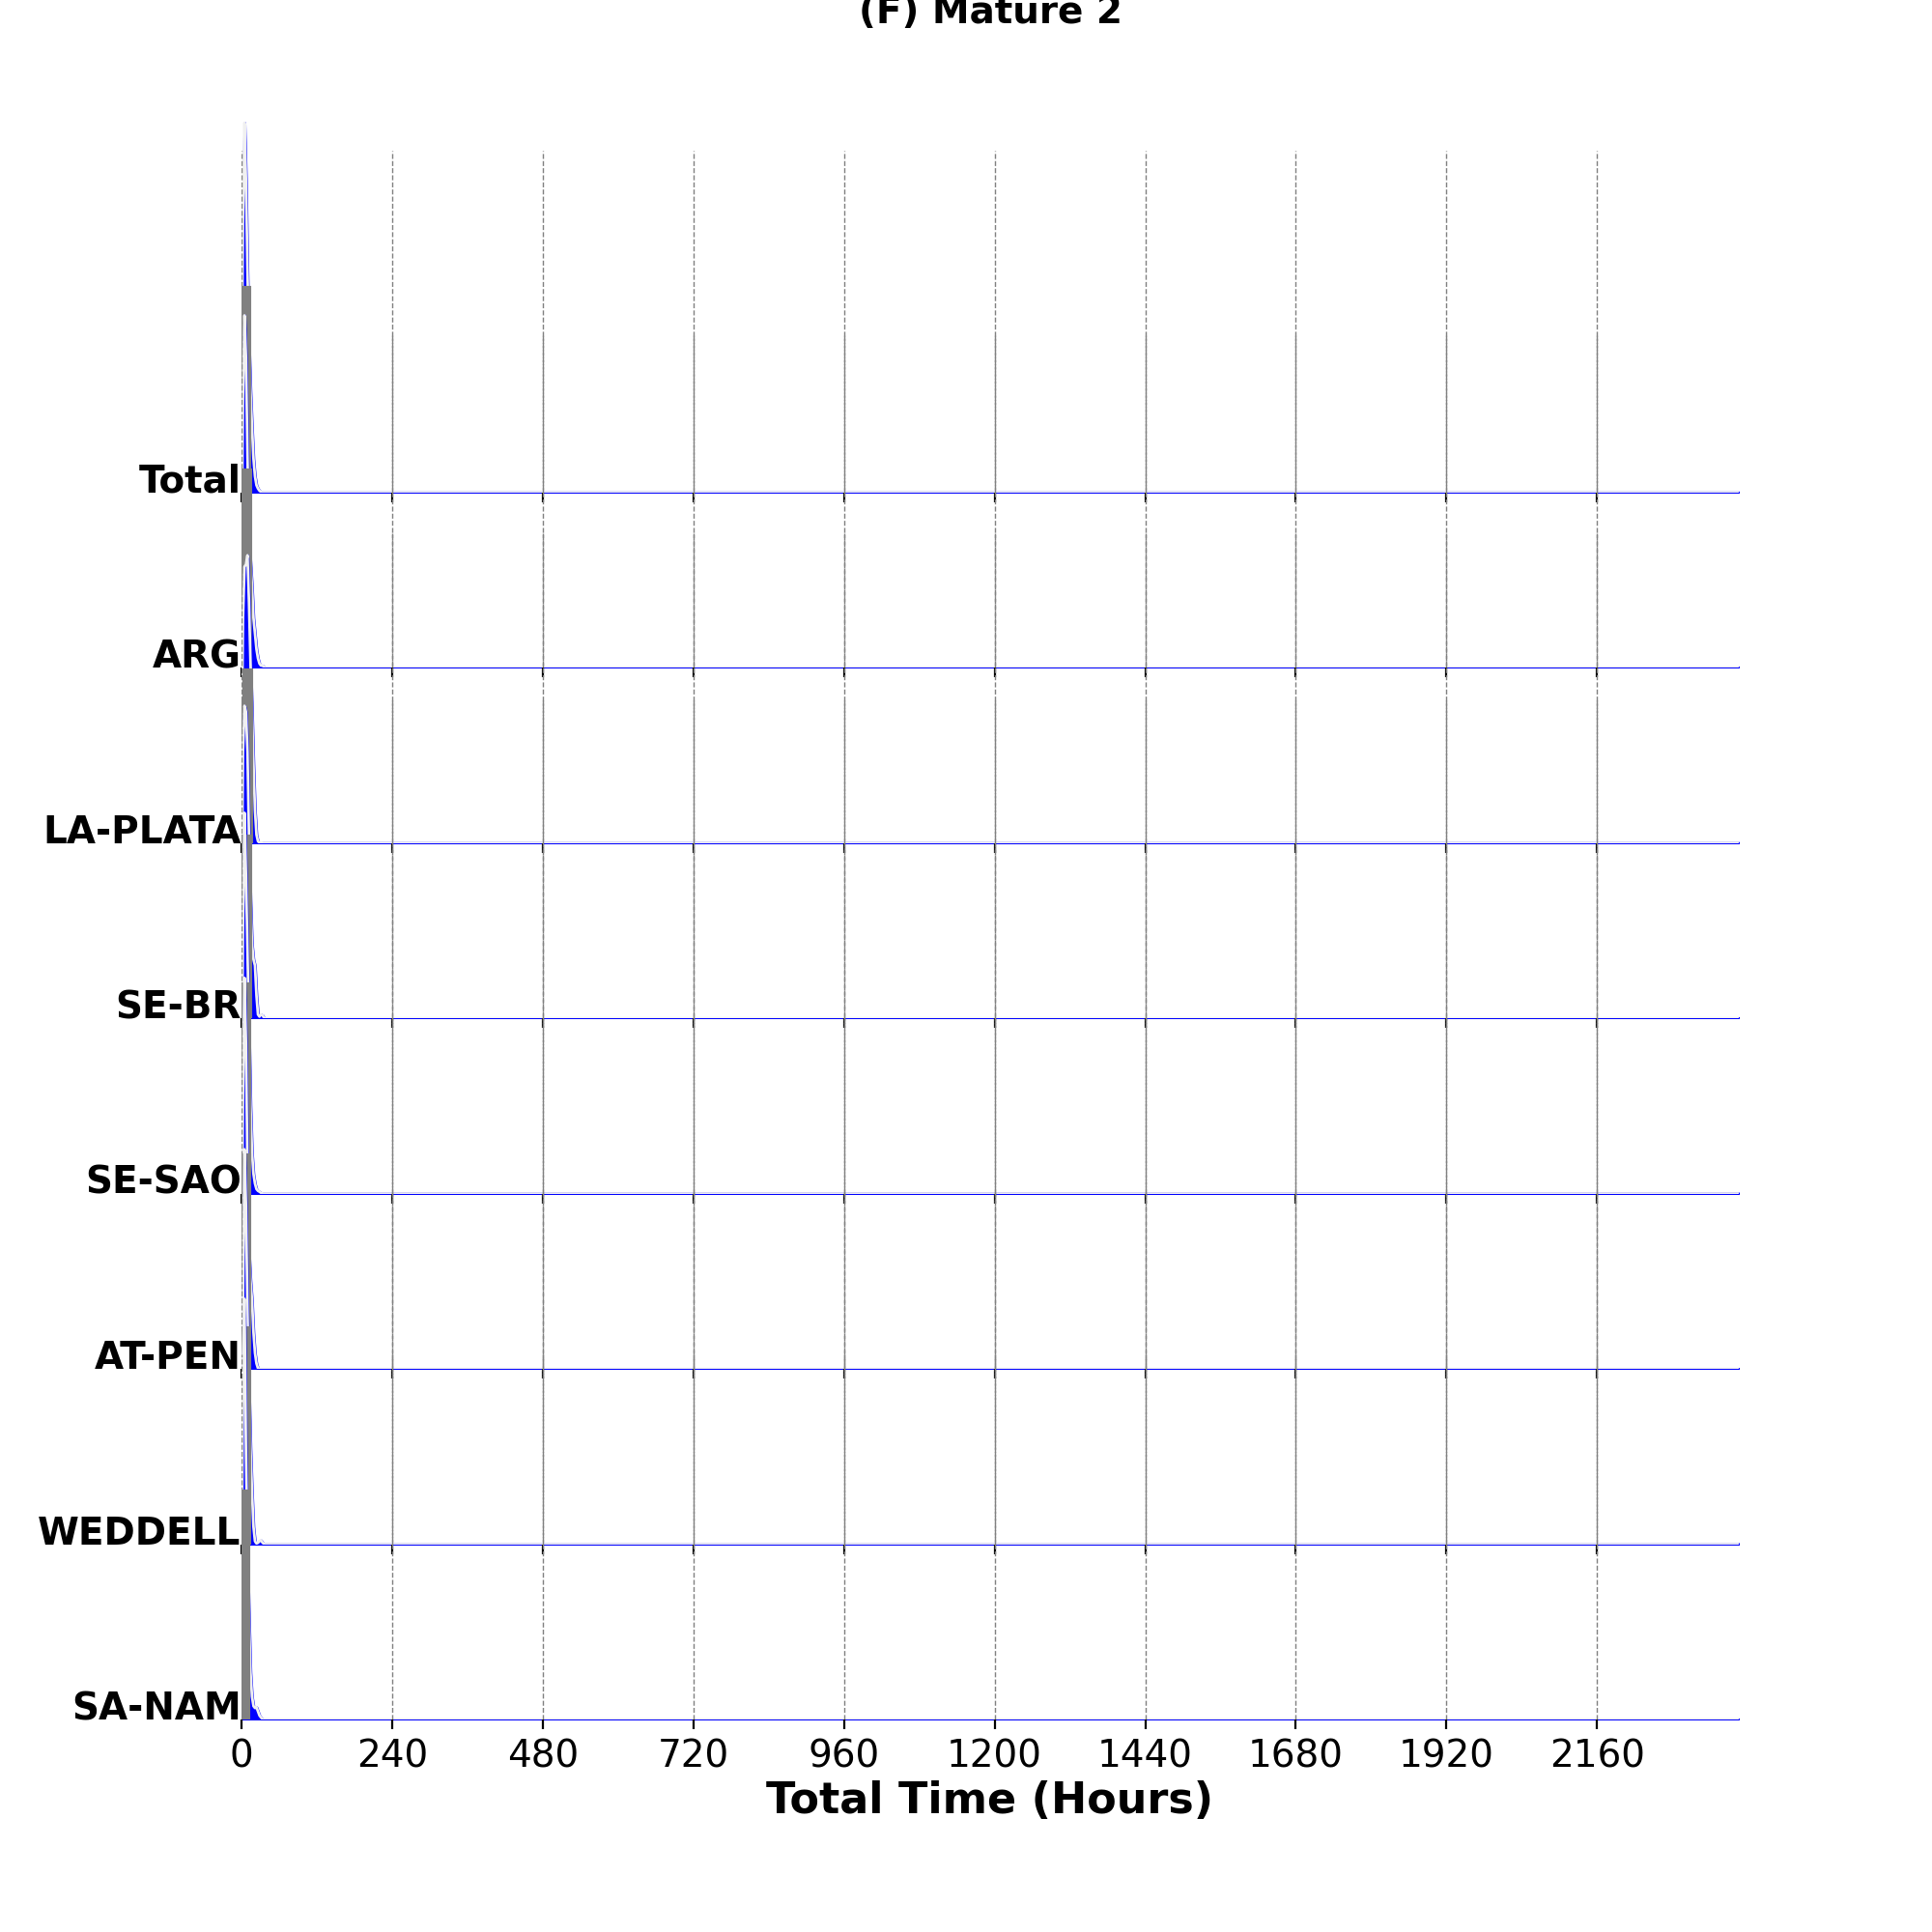 (F) Mature 2
Total
ARG
LA-PLATA
SE-BR
SE-SAO
AT-PEN
WEDDELL
SA-NAM
0 240 480 720 960 1200 1440 1680 1920 2160
Total Time (Hours)